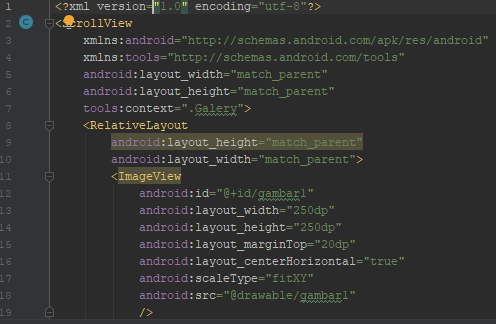 1 <?xml version="1.0" encoding="utf-8"?>
2 <ScrollView
3 xmlns:android="http://schemas.android.com/apk/res/android"
4 xmlns:tools="http://schemas.android.com/tools"
5 android:layout_width="match_parent"
6 android:layout_height="match_parent"
7 tools:context=".Galery">
8 <RelativeLayout
9 android:layout_height="match_parent"
10 android:layout_width="match_parent">
11 <ImageView
12 android:id="@+id/gambar1"
13 android:layout_width="250dp"
14 android:layout_height="250dp"
15 android:layout_marginTop="20dp"
16 android:layout_centerHorizontal="true"
17 android:scaleType="fitXY"
18 android:src="@drawable/gambar1"
19 />